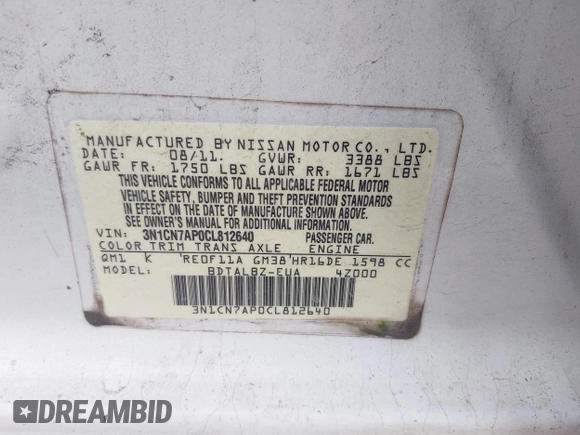 MANUFACTURED BY NISSAN MOTOR CO., LTD.
DATE: 08/11. GVWR: 3388 LBS
GAWR FR: 1750 LBS GAWR RR: 1671 LBS
THIS VEHICLE CONFORMS TO ALL APPLICABLE FEDERAL MOTOR
VEHICLE SAFETY, BUMPER AND THEFT PREVENTION STANDARDS
IN EFFECT ON THE DATE OF MANUFACTURE SHOWN ABOVE.
SEE OWNER'S MANUAL FOR ADDITIONAL INFORMATION.
VIN: 3N1CN7AP0CL812640 PASSENGER CAR.
COLOR TRIM TRANS AXLE ENGINE
QM1 K RE0F11A GM38 HR16DE 1598 CC
MODEL: BDTALBZ-EUA 4Z000
3N1CN7AP0CL812640
DREAMBID